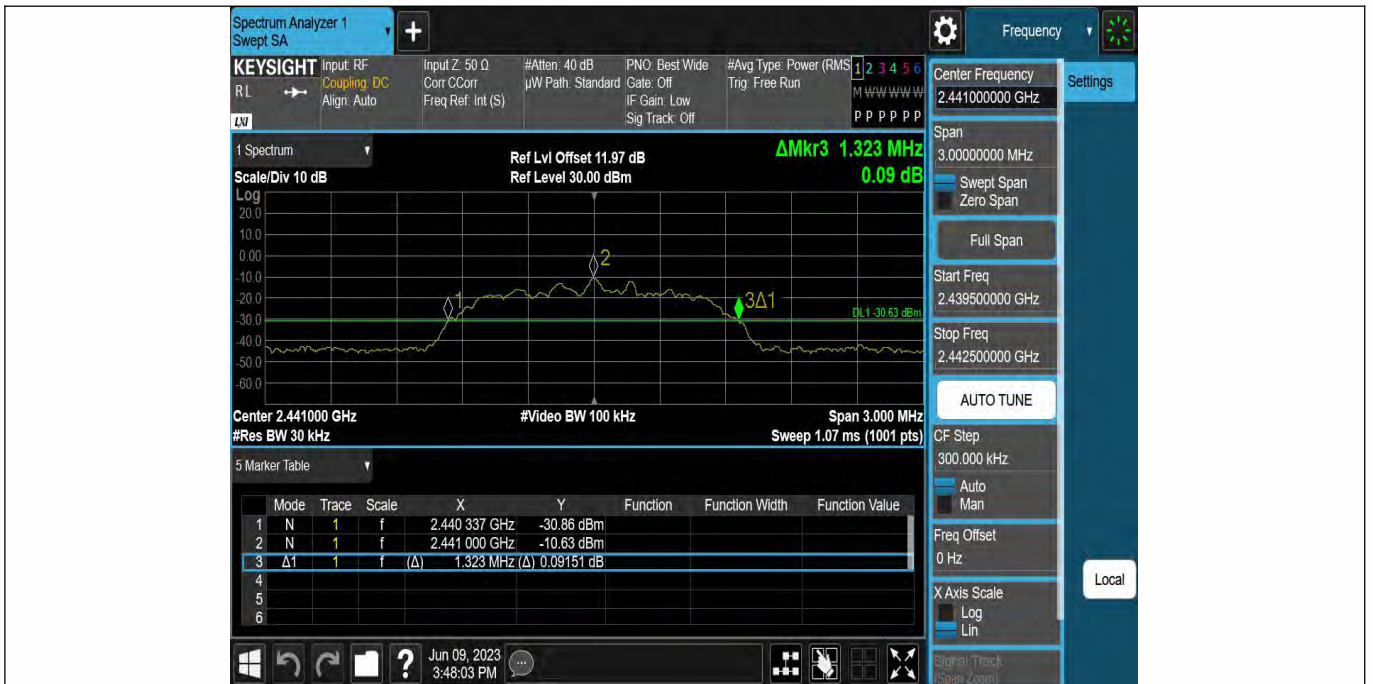 Spectrum Analyzer 1
Swept SA
Frequency
KEYSIGHT
RL
LXI
Input: RF
Coupling: DC
Align: Auto
Input Z: 50 Ω
Corr CCorr
Freq Ref: Int (S)
#Atten: 40 dB
µW Path: Standard
PNO: Best Wide
Gate: Off
IF Gain: Low
Sig Track: Off
#Avg Type: Power (RMS
Trig: Free Run
1 2 3 4 5 6
M W W W W W
P P P P P P
1 Spectrum
Scale/Div 10 dB
Ref Lvl Offset 11.97 dB
Ref Level 30.00 dBm
ΔMkr3 1.323 MHz
0.09 dB
Log
20.0
10.0
0.00
-10.0
-20.0
-30.0
-40.0
-50.0
-60.0
1
2
3Δ1
DL1 -30.63 dBm
Center 2.441000 GHz
#Video BW 100 kHz
Span 3.000 MHz
#Res BW 30 kHz
Sweep 1.07 ms (1001 pts)
5 Marker Table
Mode Trace Scale X Y Function Function Width Function Value
1 N 1 f 2.440 337 GHz -30.86 dBm
2 N 1 f 2.441 000 GHz -10.63 dBm
3 Δ1 1 f (Δ) 1.323 MHz (Δ) 0.09151 dB
4
5
6
?
Jun 09, 2023
3:48:03 PM
Center Frequency
2.441000000 GHz
Settings
Span
3.00000000 MHz
Swept Span
Zero Span
Full Span
Start Freq
2.439500000 GHz
Stop Freq
2.442500000 GHz
AUTO TUNE
CF Step
300.000 kHz
Auto
Man
Freq Offset
0 Hz
Local
X Axis Scale
Log
Lin
Signal Track
(Span Zoom)